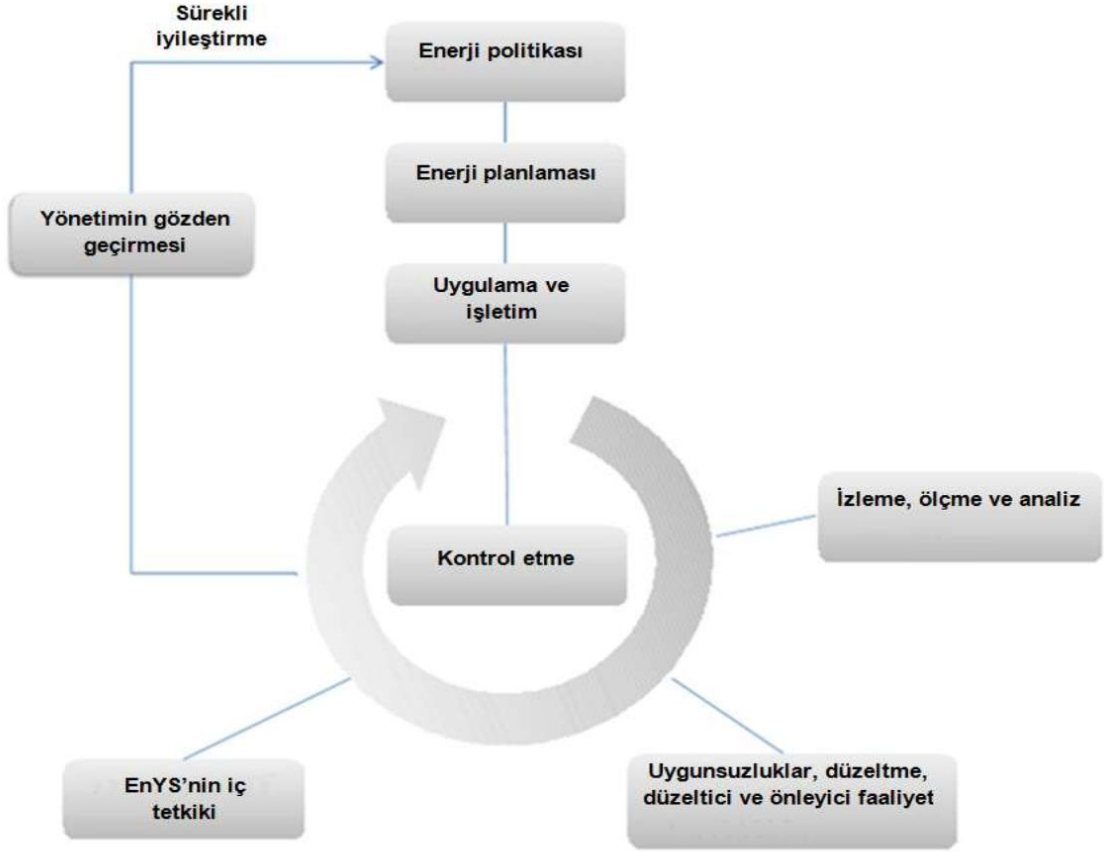 Sürekli
iyileştirme
Enerji politikası
Enerji planlaması
Yönetimin gözden
geçirmesi
Uygulama ve
işletim
İzleme, ölçme ve analiz
Kontrol etme
EnYS’nin iç
tetkiki
Uygunsuzluklar, düzeltme,
düzeltici ve önleyici faaliyet